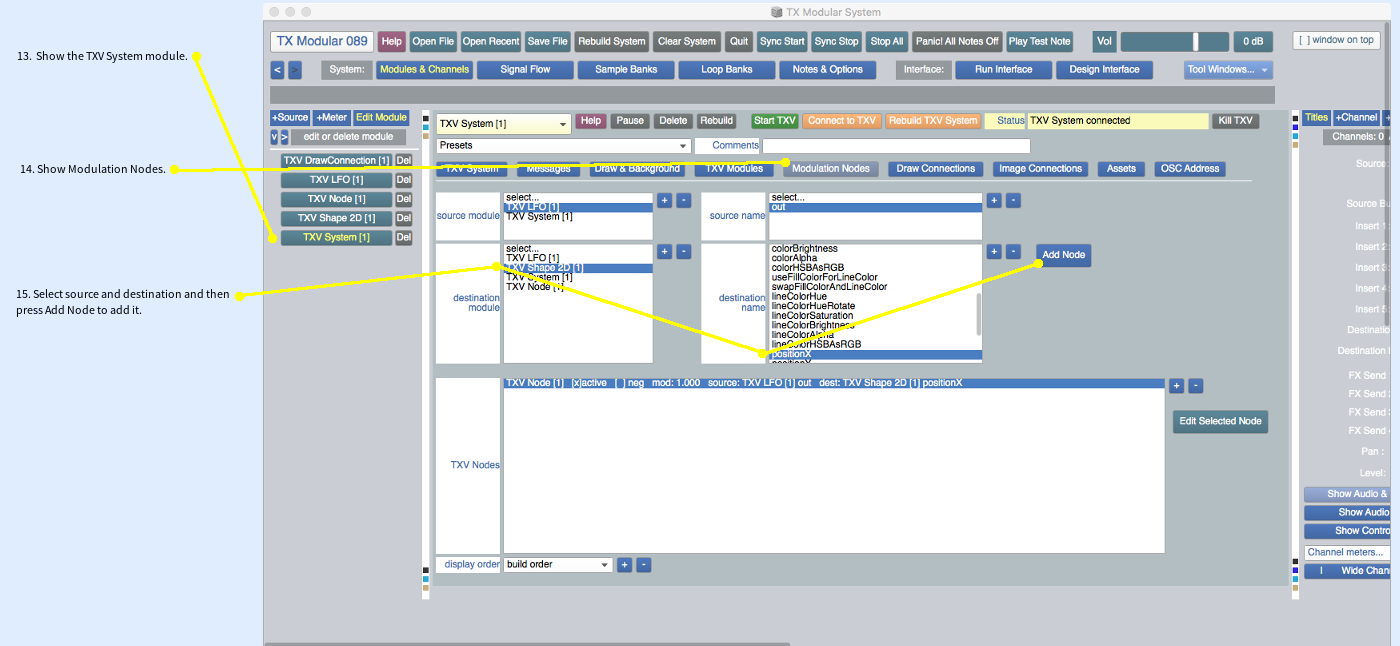 TX Modular System
TX Modular 089 Help Open File Open Recent Save File Rebuild System Clear System Quit Sync Start Sync Stop Stop All Panic! All Notes Off Play Test Note Vol 0 dB [ ] window on top
13. Show the TXV System module.
< > System: Modules & Channels Signal Flow Sample Banks Loop Banks Notes & Options Interface: Run Interface Design Interface Tool Windows...
+Source +Meter Edit Module
v > edit or delete module
TXV DrawConnection [1] Del
TXV LFO [1] Del
TXV Node [1] Del
TXV Shape 2D [1] Del
TXV System [1] Del
14. Show Modulation Nodes.
15. Select source and destination and then
press Add Node to add it.
TXV System [1] Help Pause Delete Rebuild Start TXV Connect to TXV Rebuild TXV System Status TXV System connected Kill TXV
Presets Comments
TXV System Messages Draw & Background TXV Modules Modulation Nodes Draw Connections Image Connections Assets OSC Address
source module
select...
TXV LFO [1]
TXV System [1]
+ -
source name
select...
out
+ -
destination
module
select...
TXV LFO [1]
TXV Shape 2D [1]
TXV System [1]
TXV Node [1]
+ -
destination
name
colorBrightness
colorAlpha
colorHSBAsRGB
useFillColorForLineColor
swapFillColorAndLineColor
lineColorHue
lineColorHueRotate
lineColorSaturation
lineColorBrightness
lineColorAlpha
lineColorHSBAsRGB
positionX
+ -
Add Node
TXV Nodes
TXV Node [1] [x]active [ ] neg mod: 1.000 source: TXV LFO [1] out dest: TXV Shape 2D [1] positionX
+ -
Edit Selected Node
display order build order + -
Titles +Channel +
Channels: 0
Source:
Source Bu
Insert 1:
Insert 2:
Insert 3:
Insert 4:
Insert 5:
Destinatio
Destination
FX Send
FX Send
FX Send
FX Send
Pan :
Level:
Show Audio &
Show Audio
Show Contro
Channel meters...
I Wide Chan